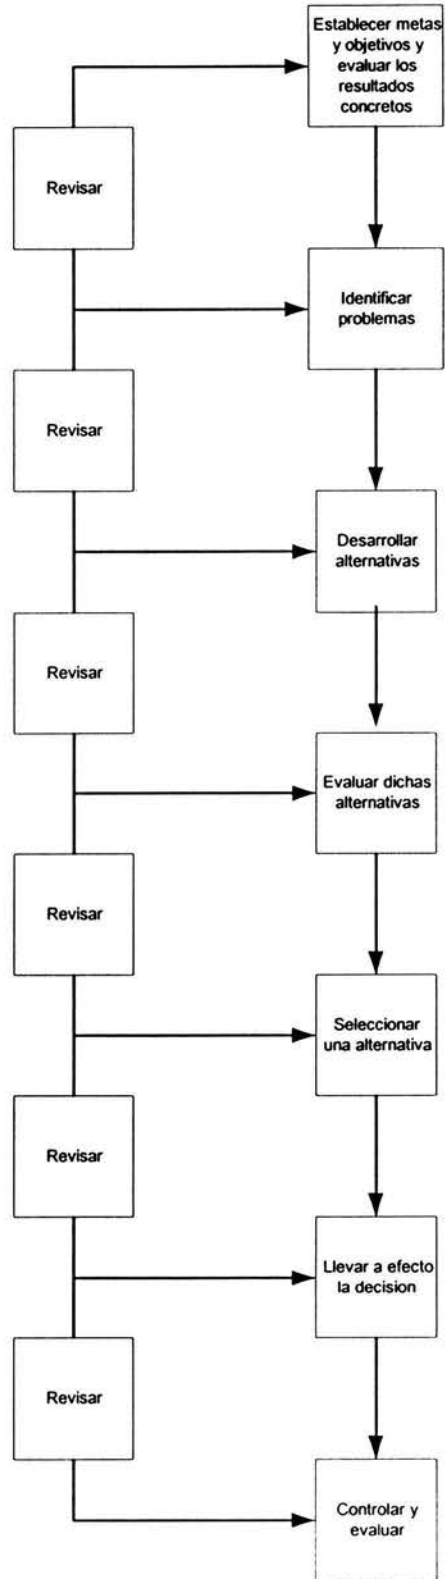 Establecer metas
y objetivos y
evaluar los
resultados
concretos
Revisar
Identificar
problemas
Revisar
Desarrollar
alternativas
Revisar
Evaluar dichas
alternativas
Revisar
Seleccionar
una alternativa
Revisar
Llevar a efecto
la decision
Revisar
Controlar y
evaluar